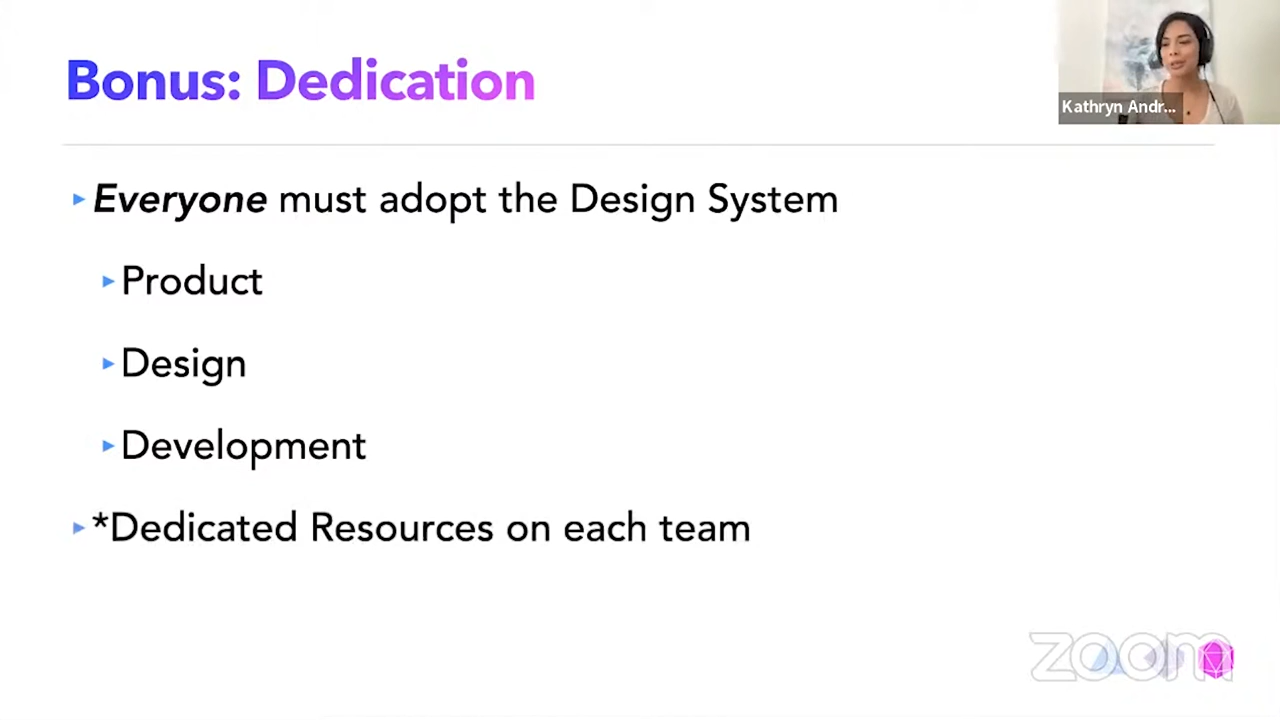 Bonus: Dedication
Kathryn Andr...
Everyone must adopt the Design System
Product
Design
Development
*Dedicated Resources on each team
zoom